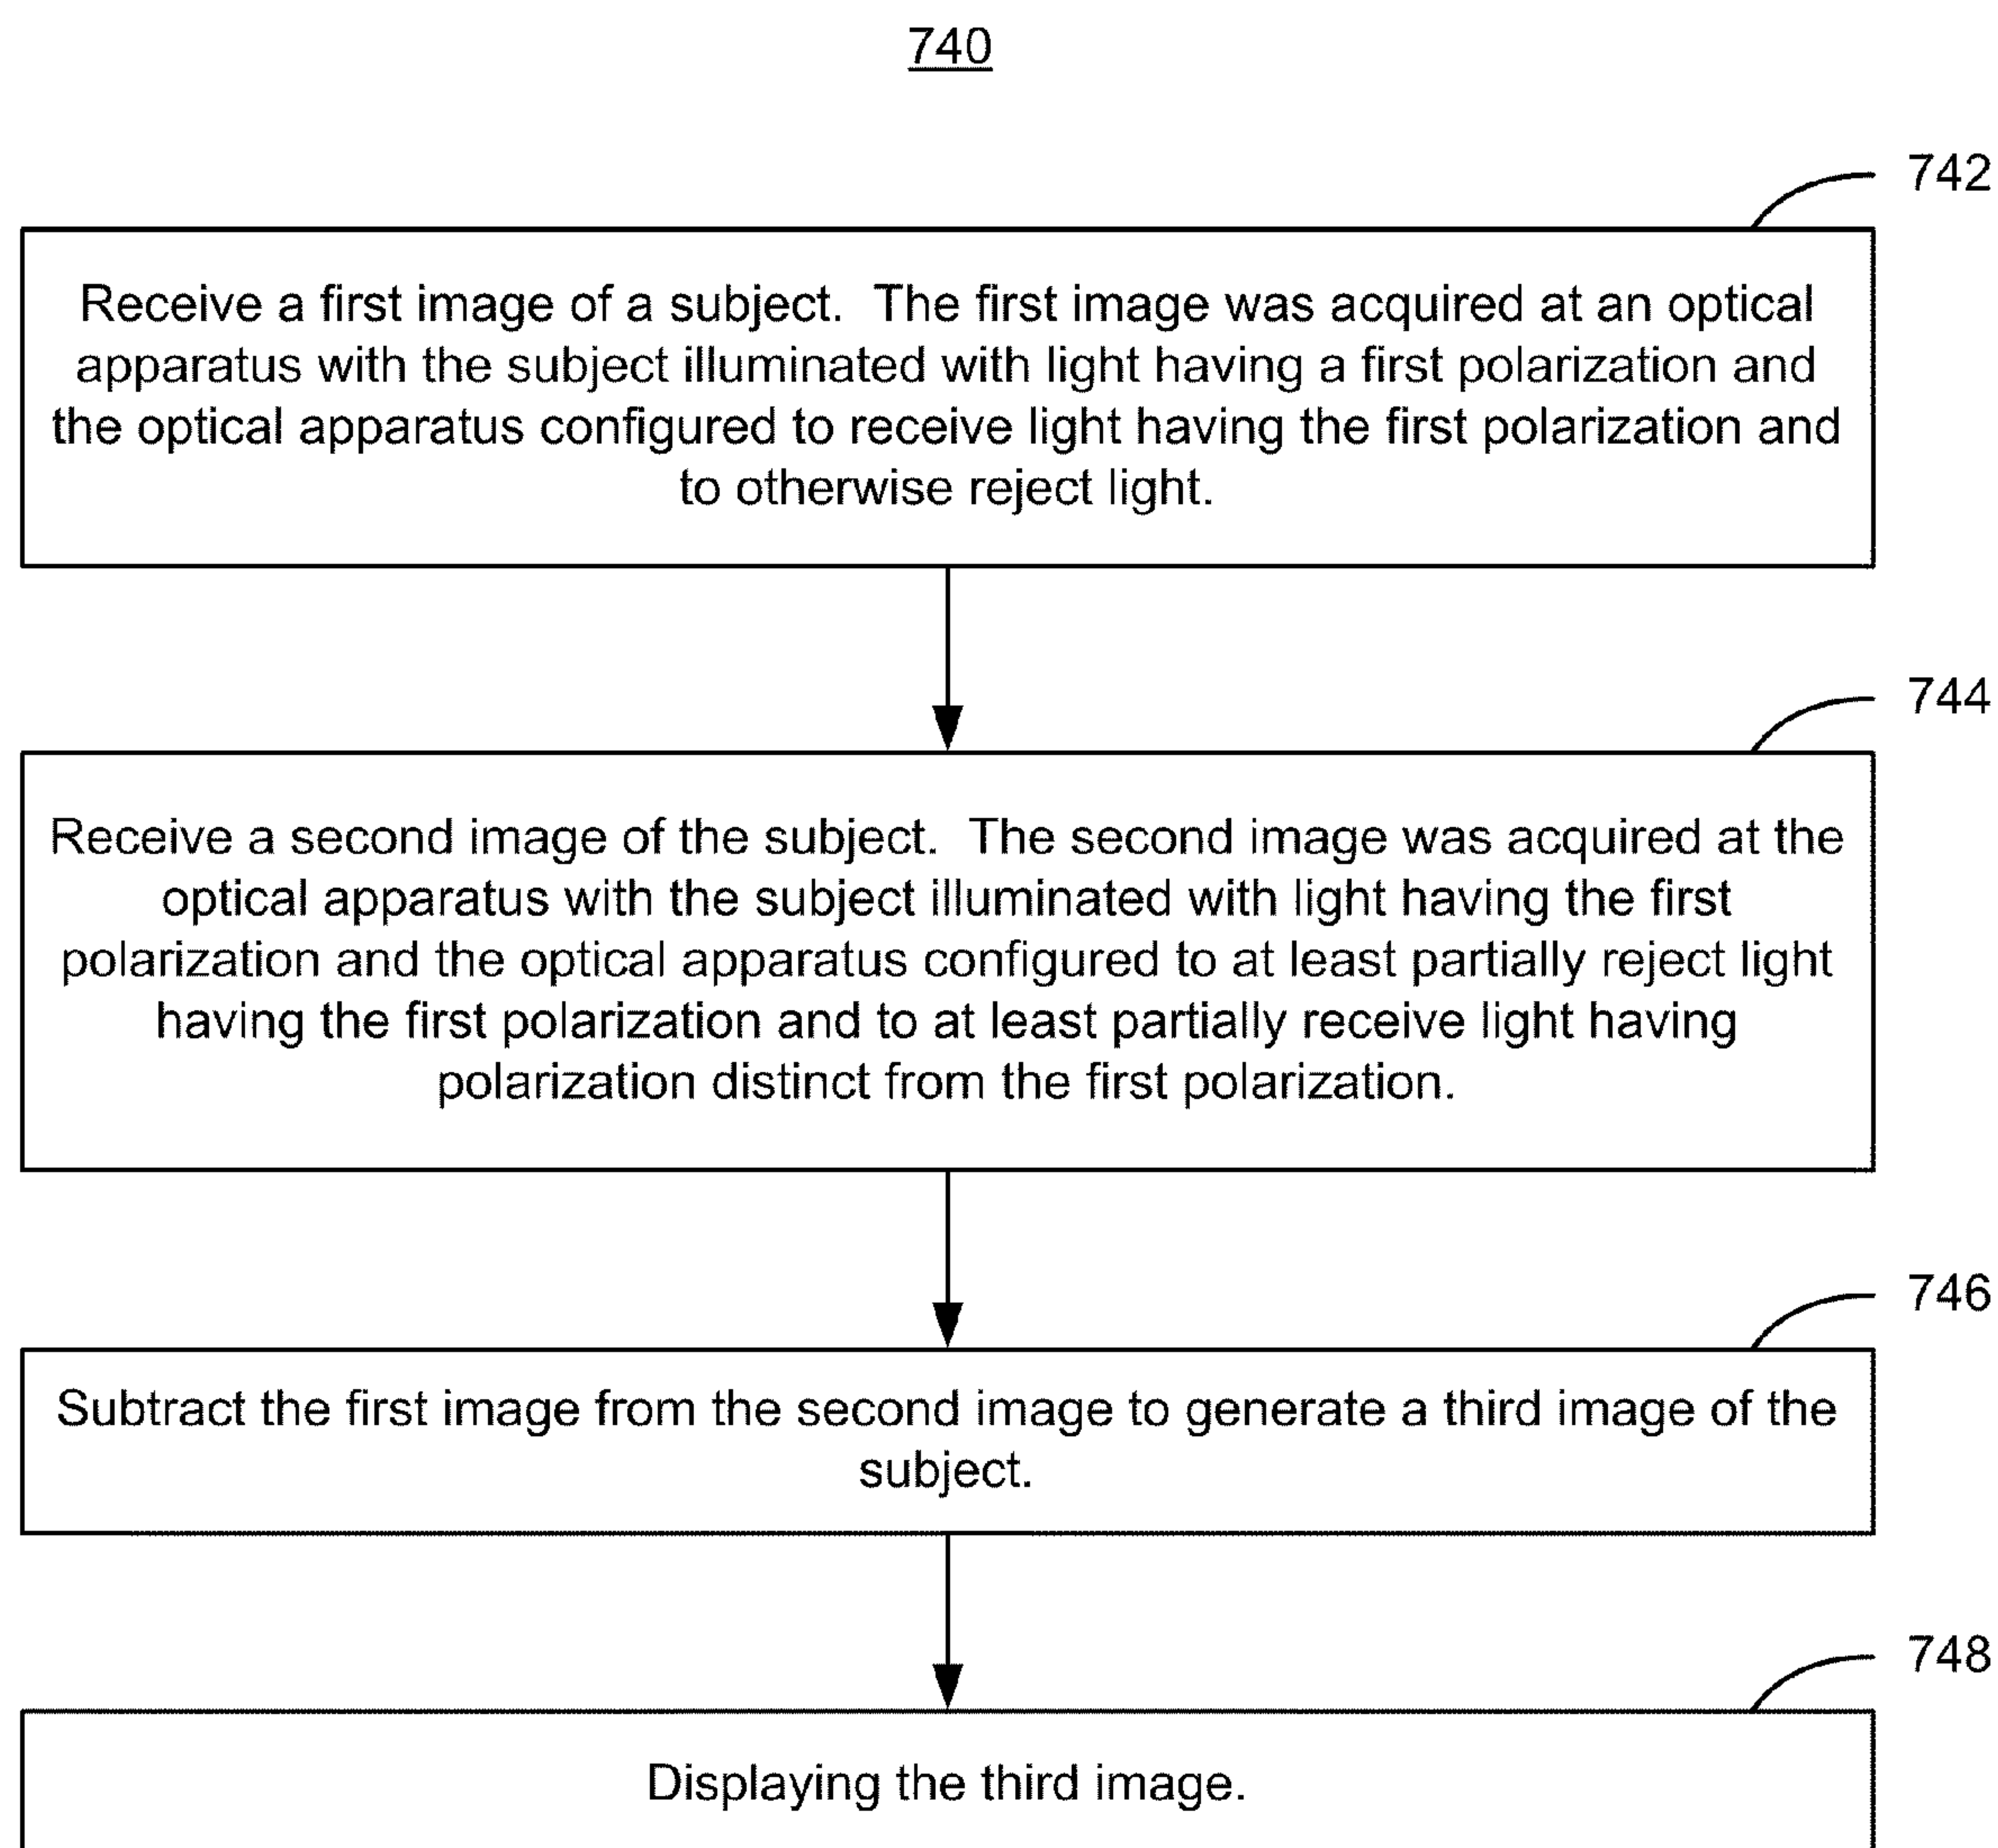 740
742
Receive a first image of a subject.  The first image was acquired at an optical
apparatus with the subject illuminated with light having a first polarization and
the optical apparatus configured to receive light having the first polarization and
to otherwise reject light.
744
Receive a second image of the subject.  The second image was acquired at the
optical apparatus with the subject illuminated with light having the first
polarization and the optical apparatus configured to at least partially reject light
having the first polarization and to at least partially receive light having
polarization distinct from the first polarization.
746
Subtract the first image from the second image to generate a third image of the
subject.
748
Displaying the third image.